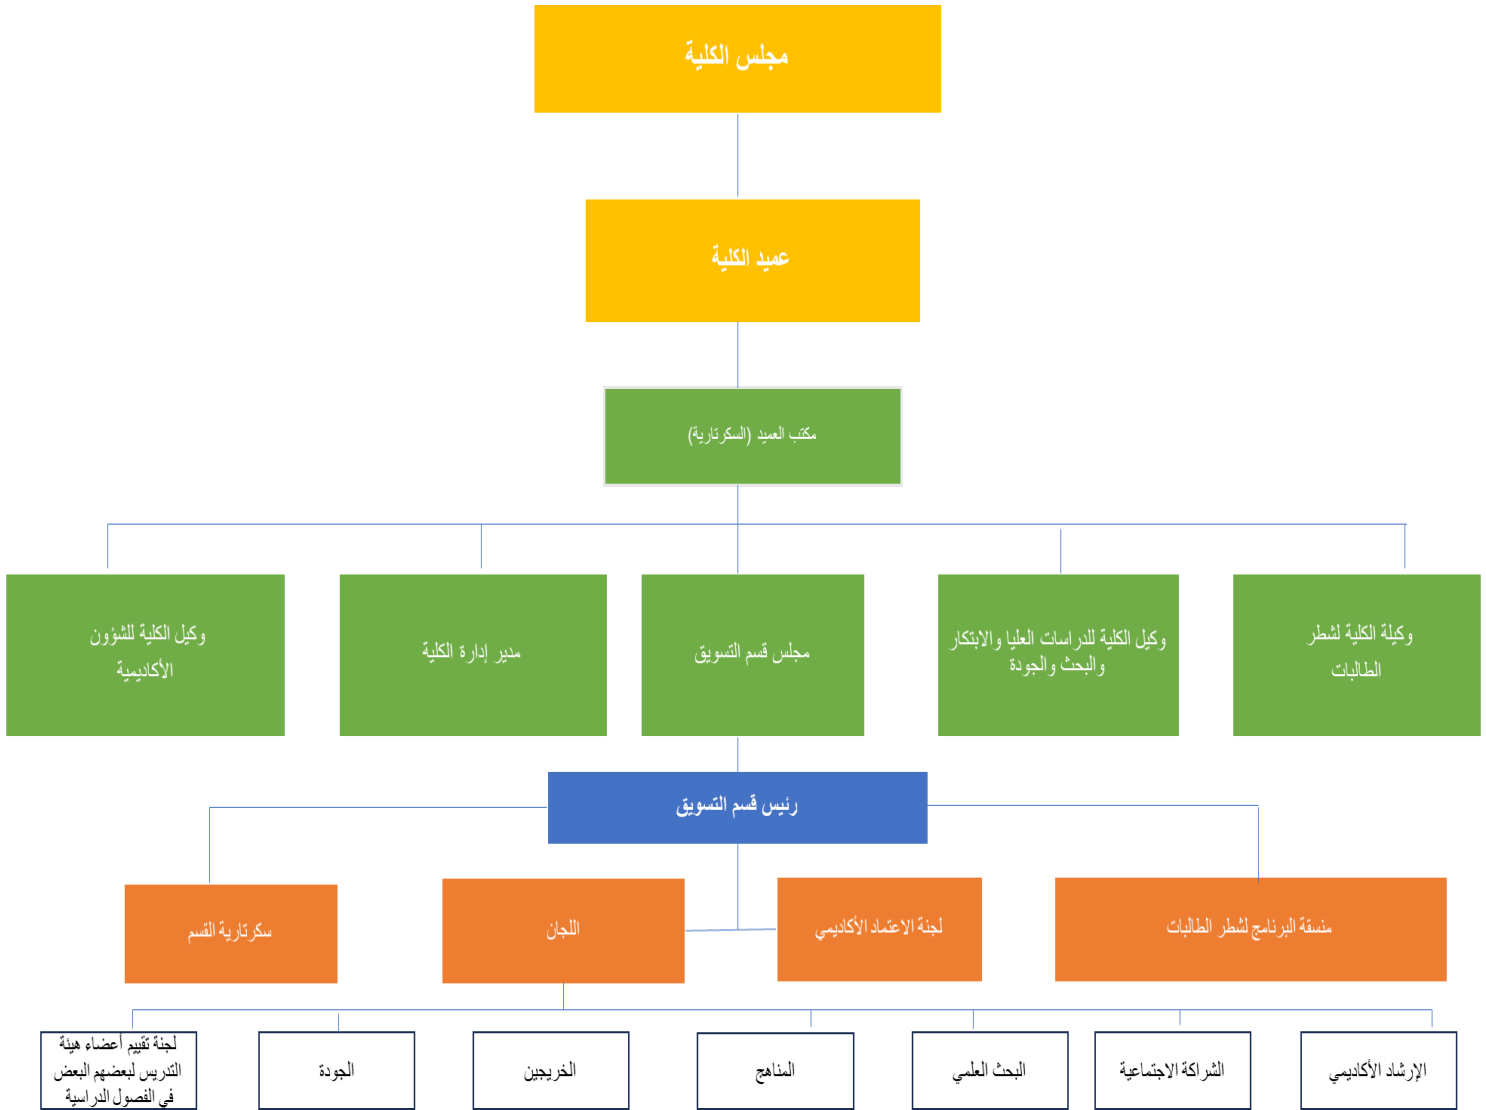 مجلس الكلية
عميد الكلية
مكتب العميد (السكرتارية)
وكيلة الكلية لشطر
الطالبات
وكيل الكلية للدراسات العليا والابتكار
والبحث والجودة
مجلس قسم التسويق
مدير إدارة الكلية
وكيل الكلية للشؤون
الأكاديمية
رئيس قسم التسويق
منسقة البرنامج لشطر الطالبات
لجنة الاعتماد الأكاديمي
اللجان
سكرتارية القسم
الإرشاد الأكاديمي
الشراكة الاجتماعية
البحث العلمي
المناهج
الخريجين
الجودة
لجنة تقييم أعضاء هيئة
التدريس لبعضهم البعض
في الفصول الدراسية